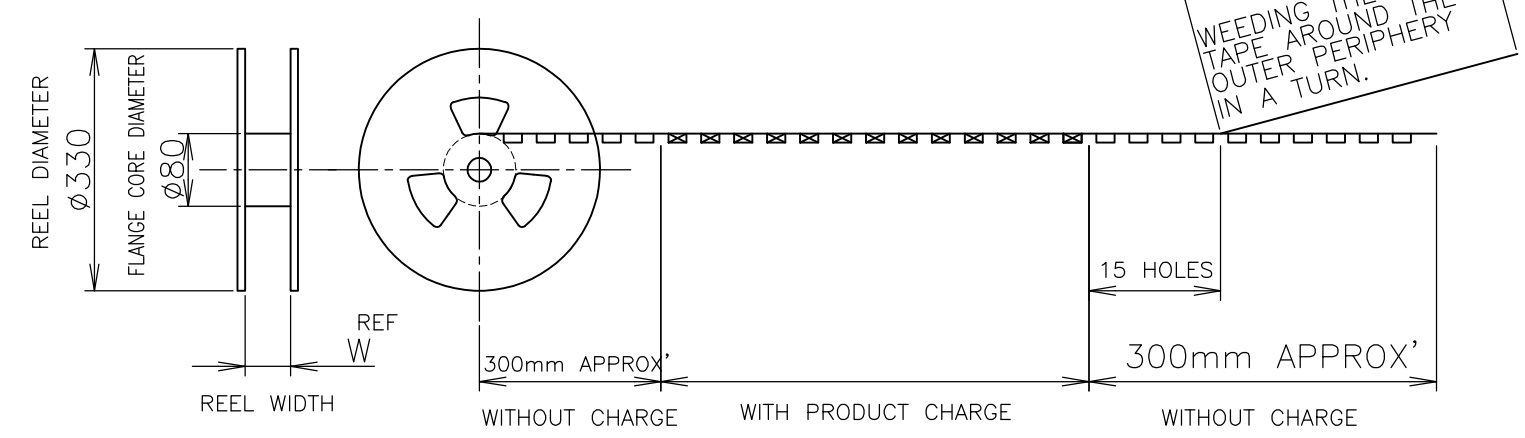 WEEDING THE
TAPE AROUND THE
OUTER PERIPHERY
IN A TURN.
REEL DIAMETER
ø330
FLANGE CORE DIAMETER
ø80
15 HOLES
REF
W
300mm APPROX'
300mm APPROX'
REEL WIDTH
WITHOUT CHARGE
WITH PRODUCT CHARGE
WITHOUT CHARGE